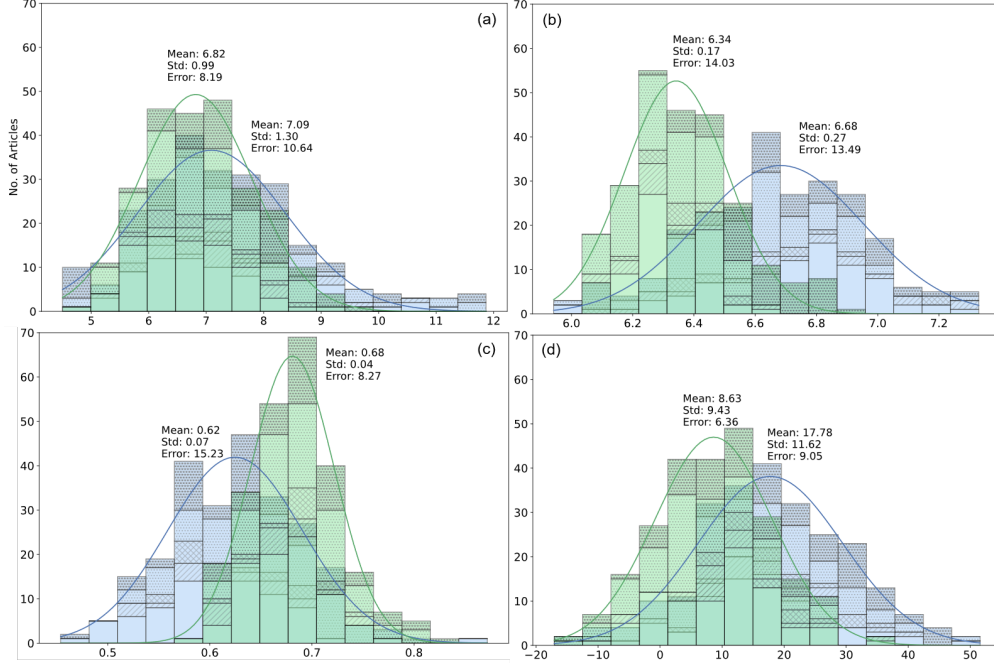 (a)
70
60
50
40
30
20
10
0
No. of Articles
Mean: 6.82
Std: 0.99
Error: 8.19
Mean: 7.09
Std: 1.30
Error: 10.64
5 6 7 8 9 10 11 12
(b)
70
60
50
40
30
20
10
0
Mean: 6.34
Std: 0.17
Error: 14.03
Mean: 6.68
Std: 0.27
Error: 13.49
6.0 6.2 6.4 6.6 6.8 7.0 7.2
(c)
70
60
50
40
30
20
10
0
Mean: 0.68
Std: 0.04
Error: 8.27
Mean: 0.62
Std: 0.07
Error: 15.23
0.5 0.6 0.7 0.8
(d)
70
60
50
40
30
20
10
0
Mean: 8.63
Std: 9.43
Error: 6.36
Mean: 17.78
Std: 11.62
Error: 9.05
−20 −10 0 10 20 30 40 50